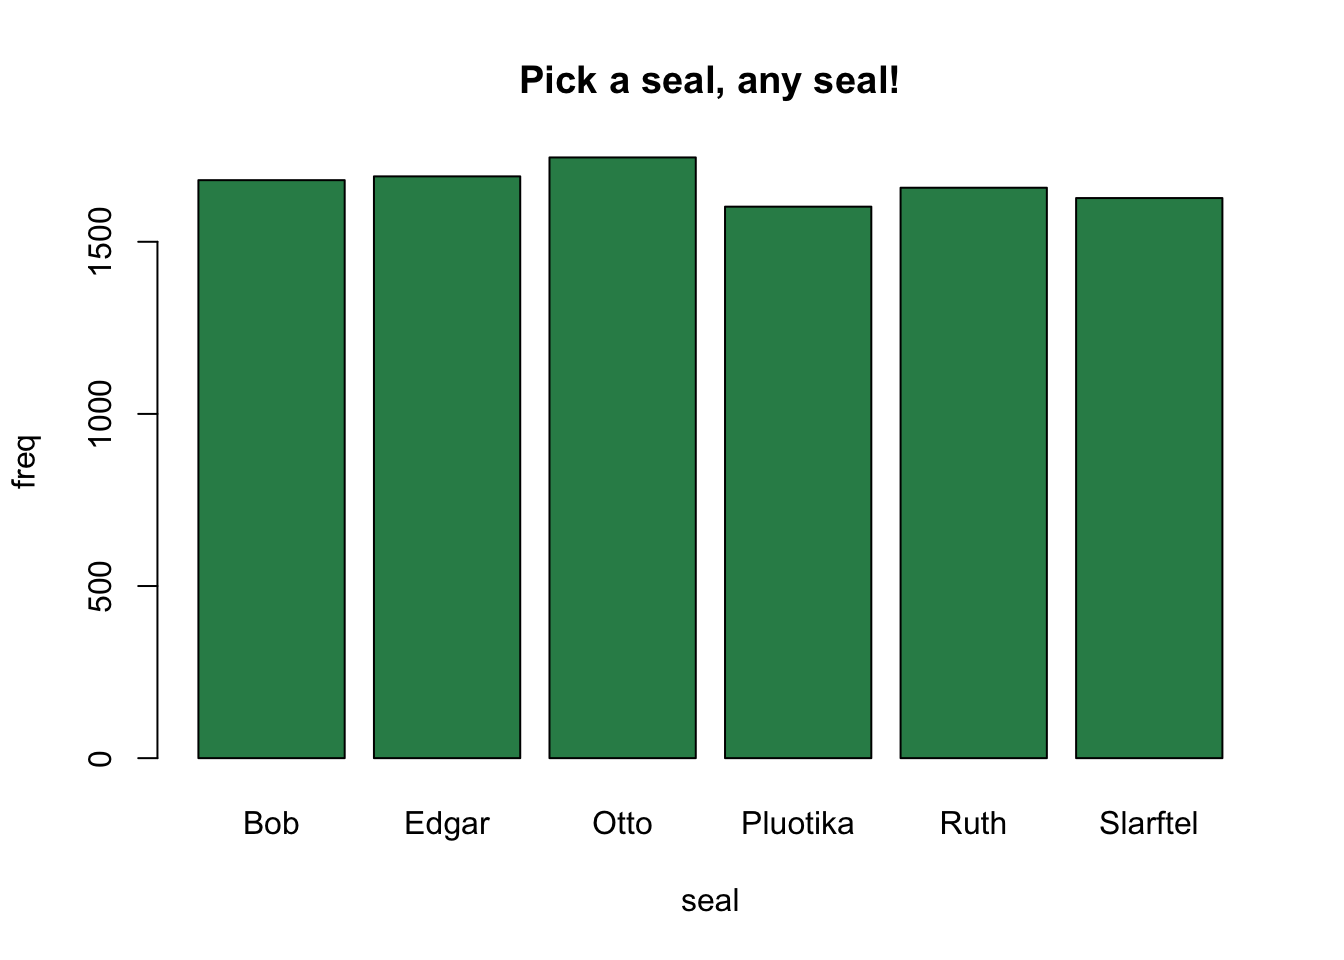 Pick a seal, any seal!
freq
1500
1000
500
0
Bob Edgar Otto Pluotika Ruth Slarftel
seal